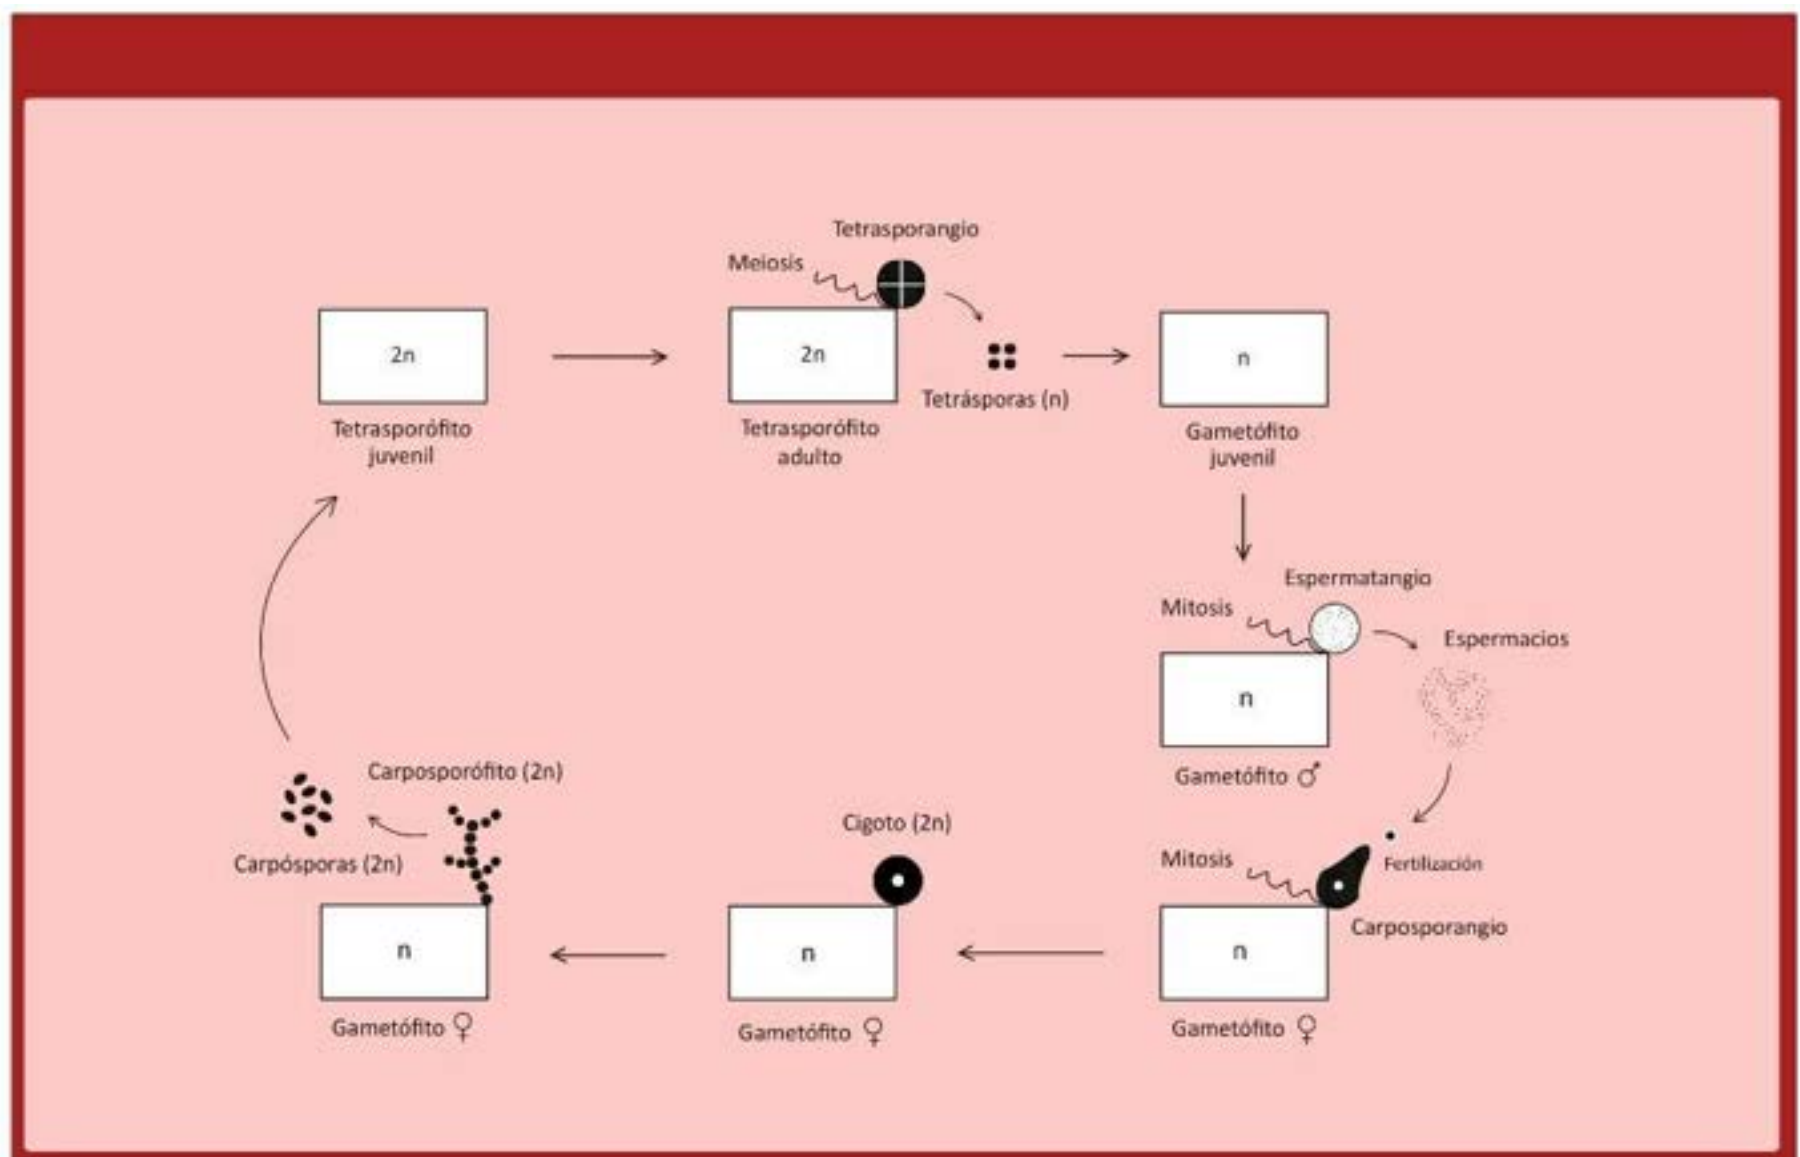 Tetrasporangio
Meiosis
2n
2n
n
Tetrásporas (n)
Tetrasporófito
juvenil
Tetrasporófito
adulto
Gametófito
juvenil
Espermatangio
Mitosis
Espermacios
n
Gametófito ♂
Carposporófito (2n)
Carpósporas (2n)
Cigoto (2n)
Mitosis
Fertilización
Carposporangio
n
n
n
Gametófito ♀
Gametófito ♀
Gametófito ♀